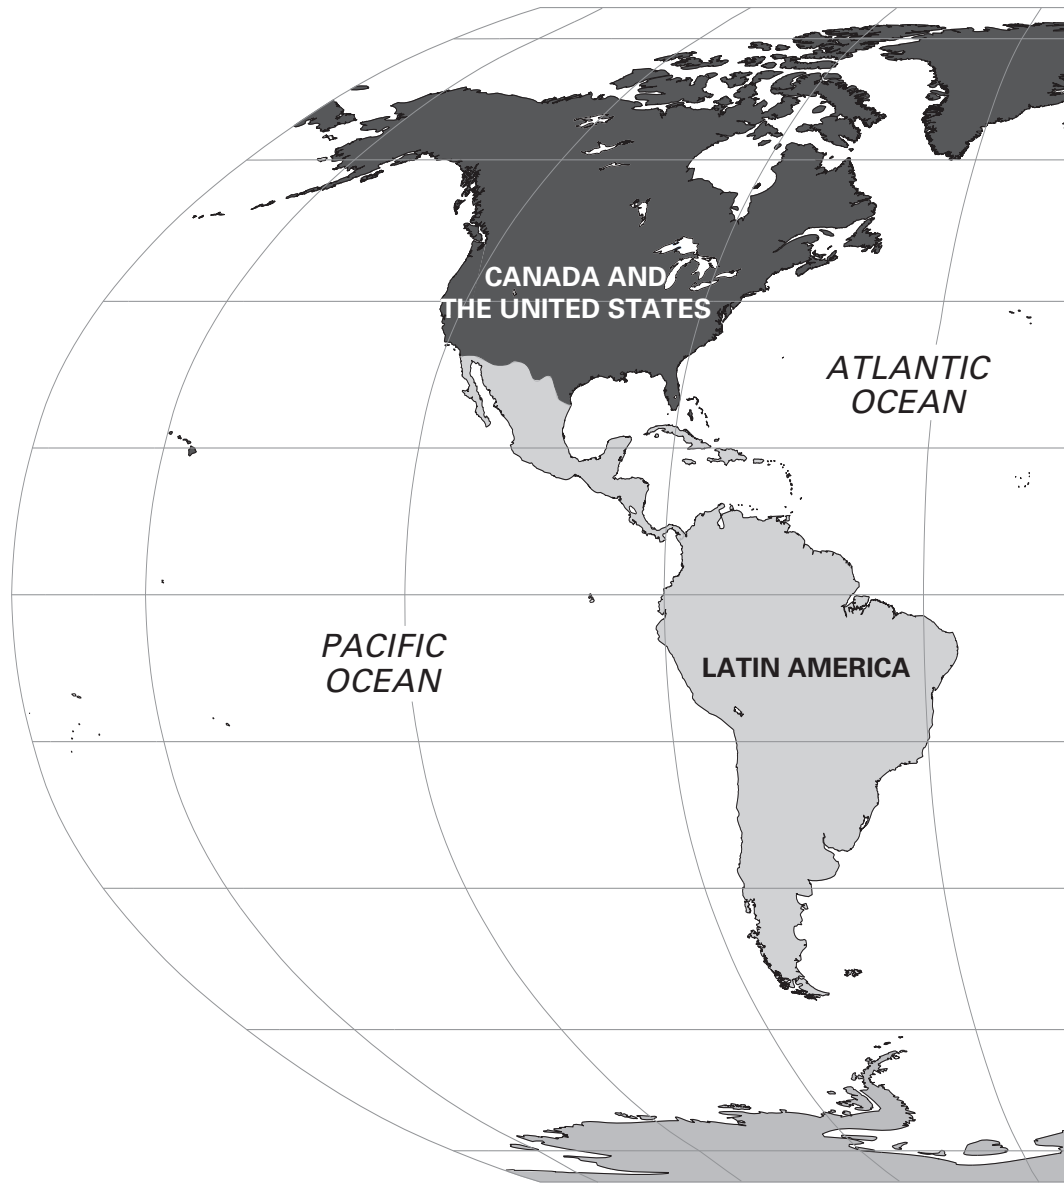 CANADA AND
THE UNITED STATES
ATLANTIC
OCEAN
PACIFIC
OCEAN
LATIN AMERICA